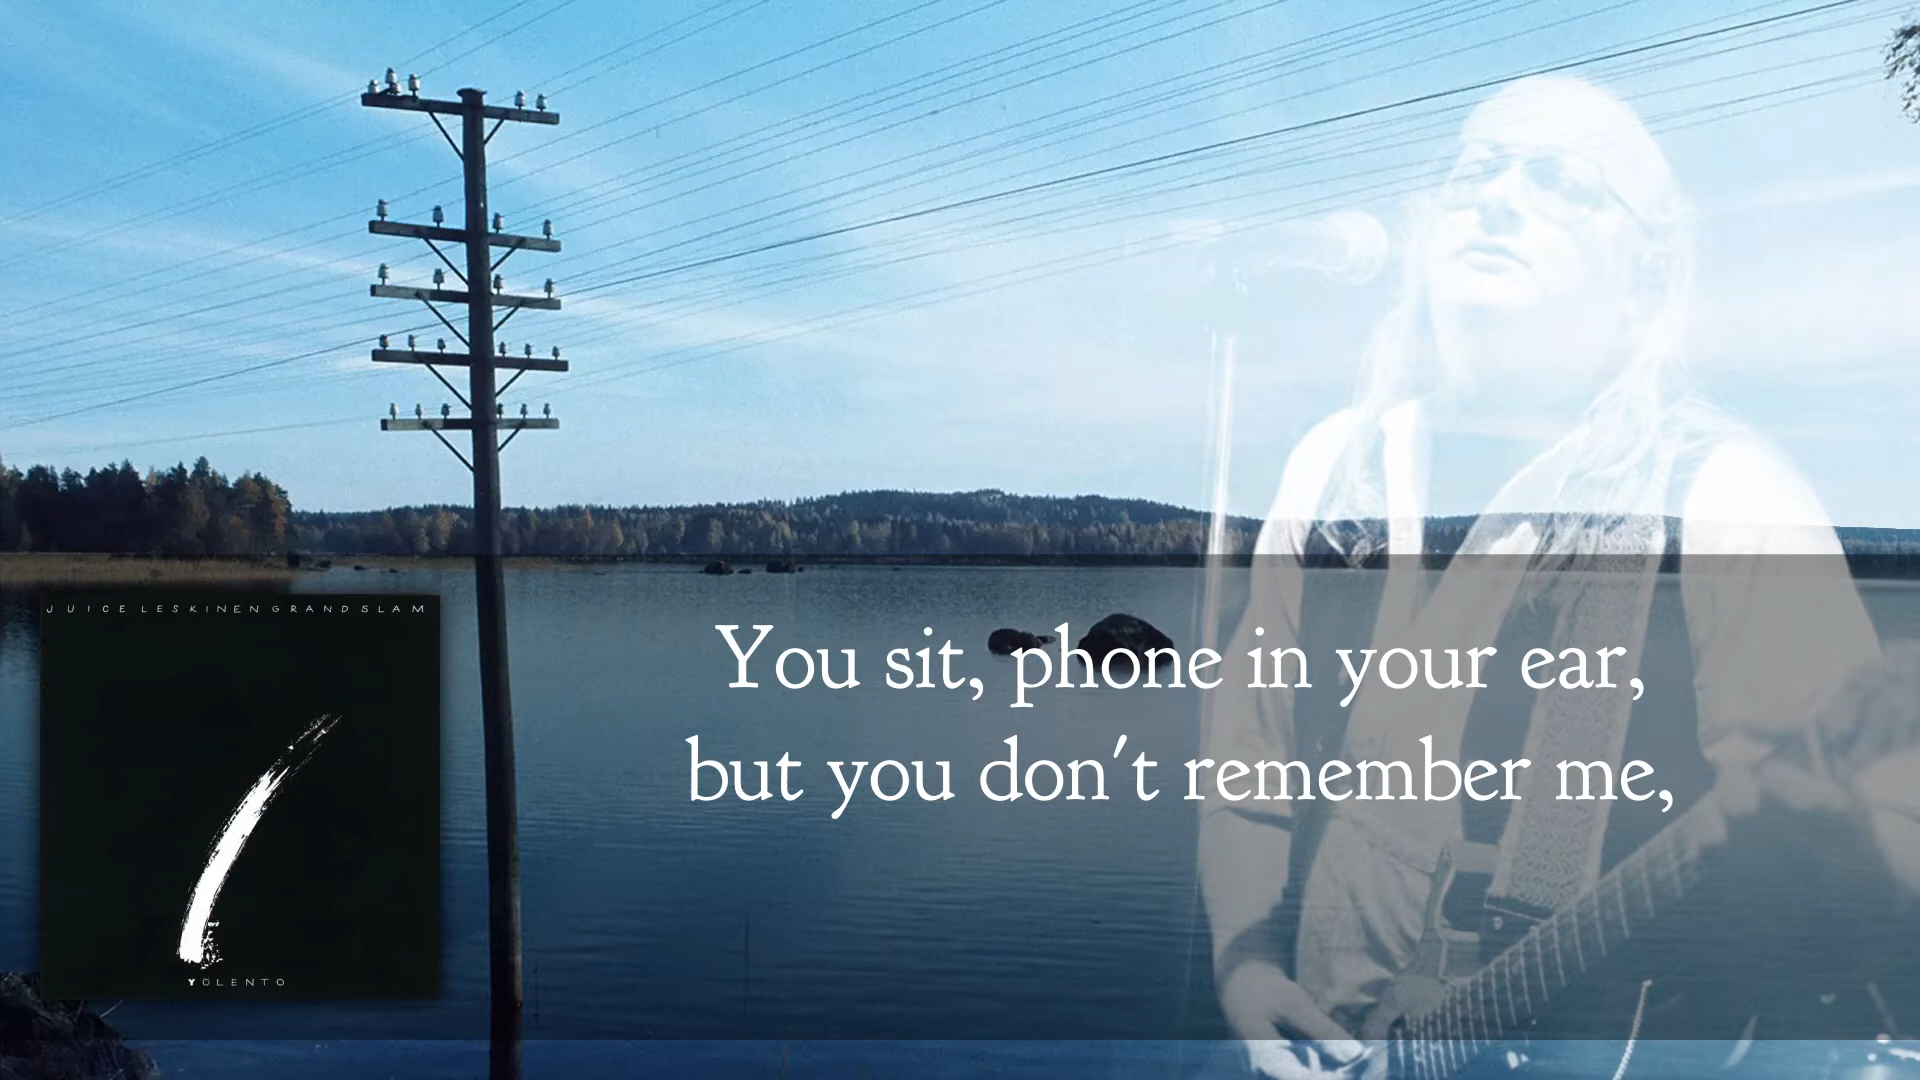 JUICE LESKINEN GRAND SLAM
YÖLENTO
You sit, phone in your ear,
but you don't remember me,